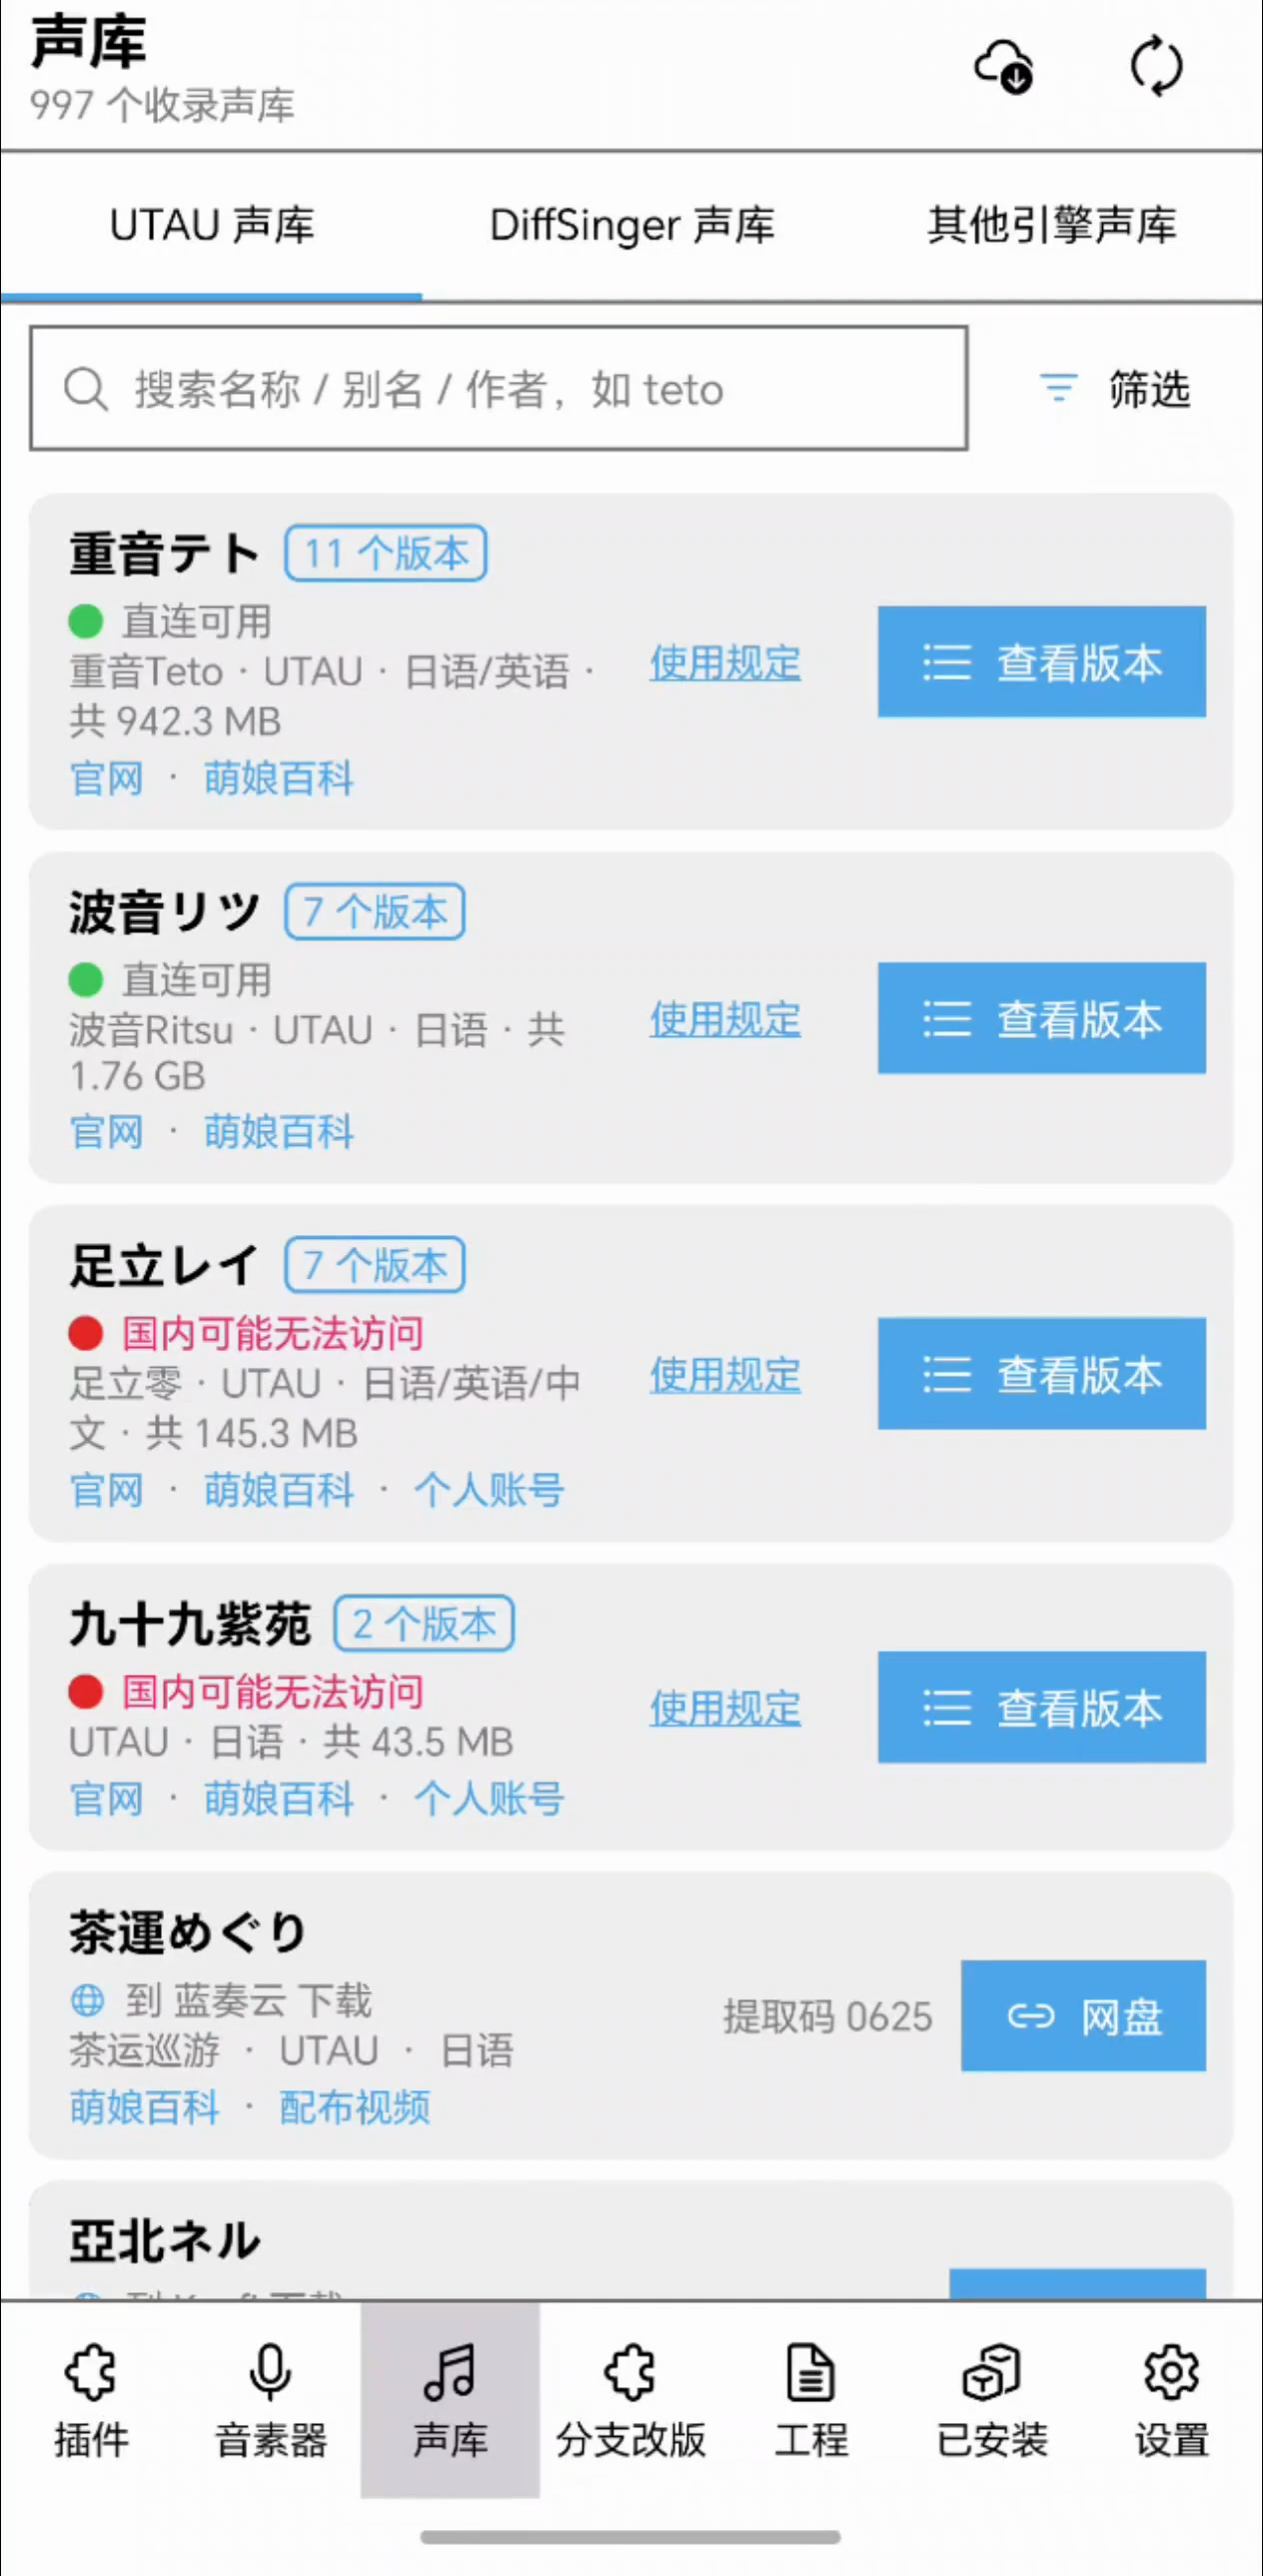 声库
997 个收录声库
UTAU 声库
DiffSinger 声库
其他引擎声库
搜索名称 / 别名 / 作者，如 teto
筛选
重音テト
11 个版本
直连可用
重音Teto · UTAU · 日语/英语 ·
共 942.3 MB
官网 · 萌娘百科
使用规定
查看版本
波音リツ
7 个版本
直连可用
波音Ritsu · UTAU · 日语 · 共
1.76 GB
官网 · 萌娘百科
使用规定
查看版本
足立レイ
7 个版本
国内可能无法访问
足立零 · UTAU · 日语/英语/中
文 · 共 145.3 MB
官网 · 萌娘百科 · 个人账号
使用规定
查看版本
九十九紫苑
2 个版本
国内可能无法访问
UTAU · 日语 · 共 43.5 MB
官网 · 萌娘百科 · 个人账号
使用规定
查看版本
茶運めぐり
到 蓝奏云 下载
茶运巡游 · UTAU · 日语
萌娘百科 · 配布视频
提取码 0625
网盘
亞北ネル
插件
音素器
声库
分支改版
工程
已安装
设置